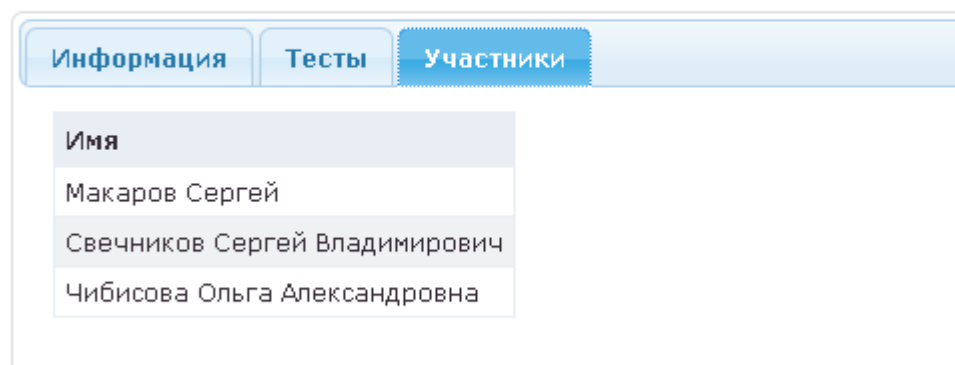 Информация Тесты Участники
Имя
Макаров Сергей
Свечников Сергей Владимирович
Чибисова Ольга Александровна